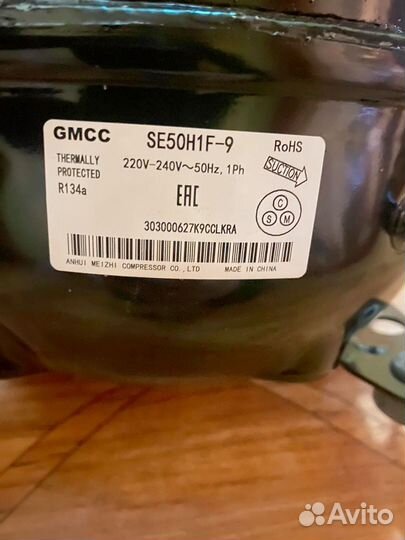 GMCC SE50H1F-9 RoHS
THERMALLY PROTECTED
220V-240V～50Hz, 1Ph
SUCTION
R134a
EAC
C
S M
303000627K9CCLKRA
ANHUI MEIZHI COMPRESSOR CO.,LTD MADE IN CHINA
Avito